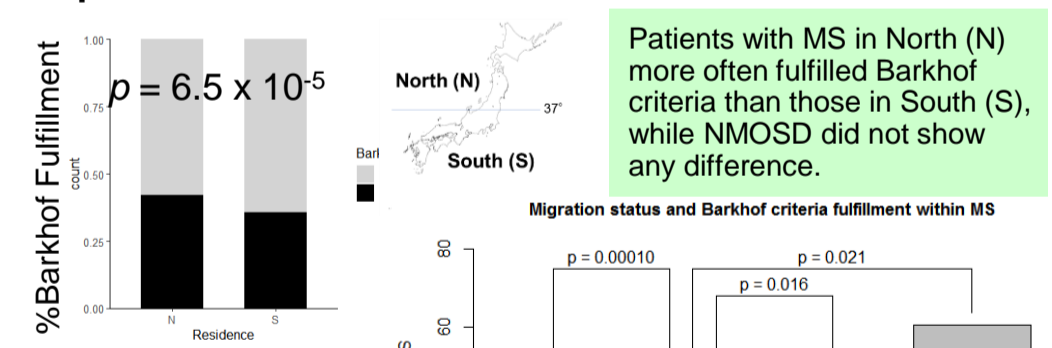 %Barkhof Fulfillment
count
1.00
0.75
0.50
0.25
0.00
p = 6.5 x 10-5
N
S
Residence
North (N)
37°
South (S)
Patients with MS in North (N)
more often fulfilled Barkhof
criteria than those in South (S),
while NMOSD did not show
any difference.
Migration status and Barkhof criteria fulfillment within MS
80
60
p = 0.00010
p = 0.021
p = 0.016